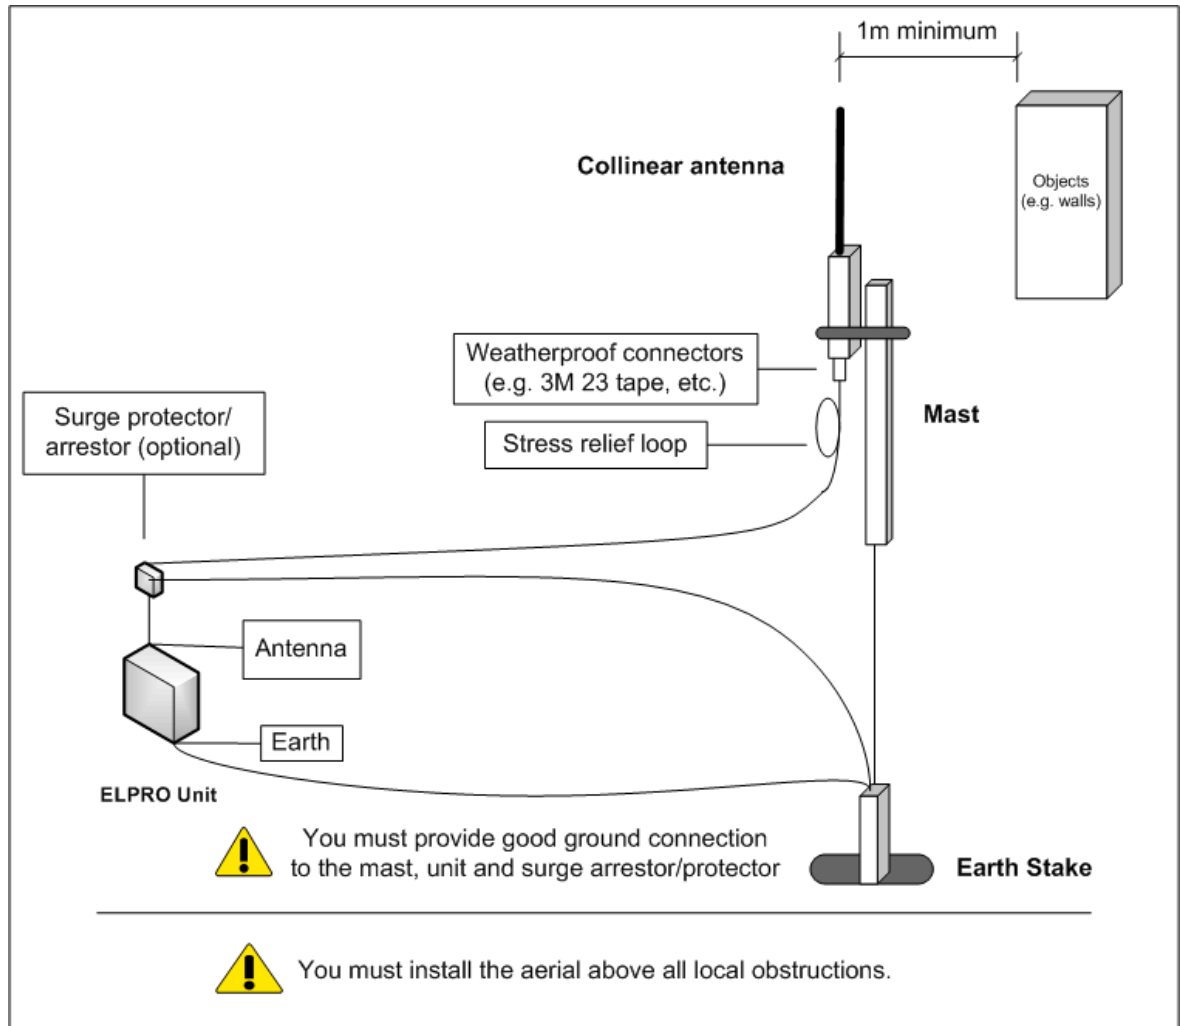 1m minimum
Collinear antenna
Objects
(e.g. walls)
Weatherproof connectors
(e.g. 3M 23 tape, etc.)
Surge protector/
arrestor (optional)
Mast
Stress relief loop
Antenna
Earth
ELPRO Unit
You must provide good ground connection
to the mast, unit and surge arrestor/protector
Earth Stake
You must install the aerial above all local obstructions.